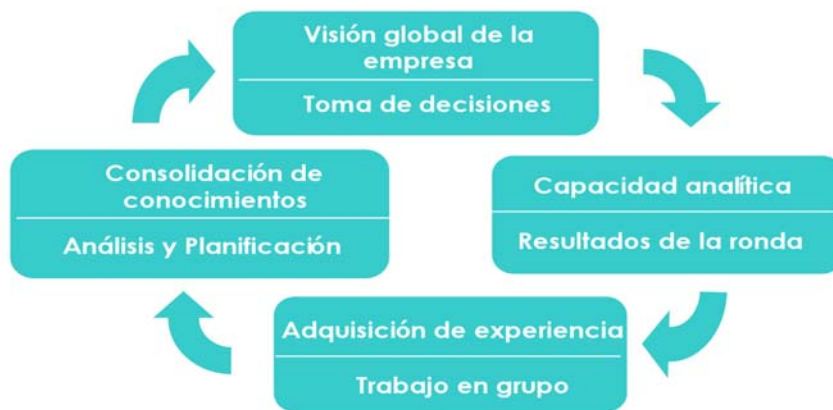 Visión global de la
empresa
Toma de decisiones
Capacidad analítica
Resultados de la ronda
Adquisición de experiencia
Trabajo en grupo
Consolidación de
conocimientos
Análisis y Planificación